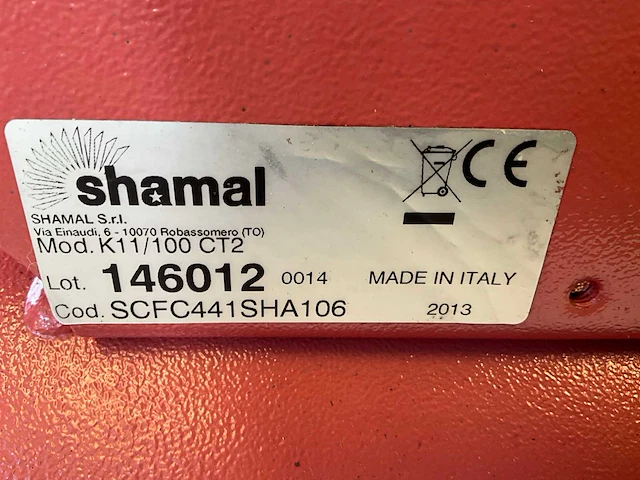 shamal
CE
SHAMAL S.r.l.
Via Einaudi, 6 - 10070 Robassomero (TO)
Mod. K11/100 CT2
Lot. 146012 0014 MADE IN ITALY
Cod. SCFC441SHA106 2013